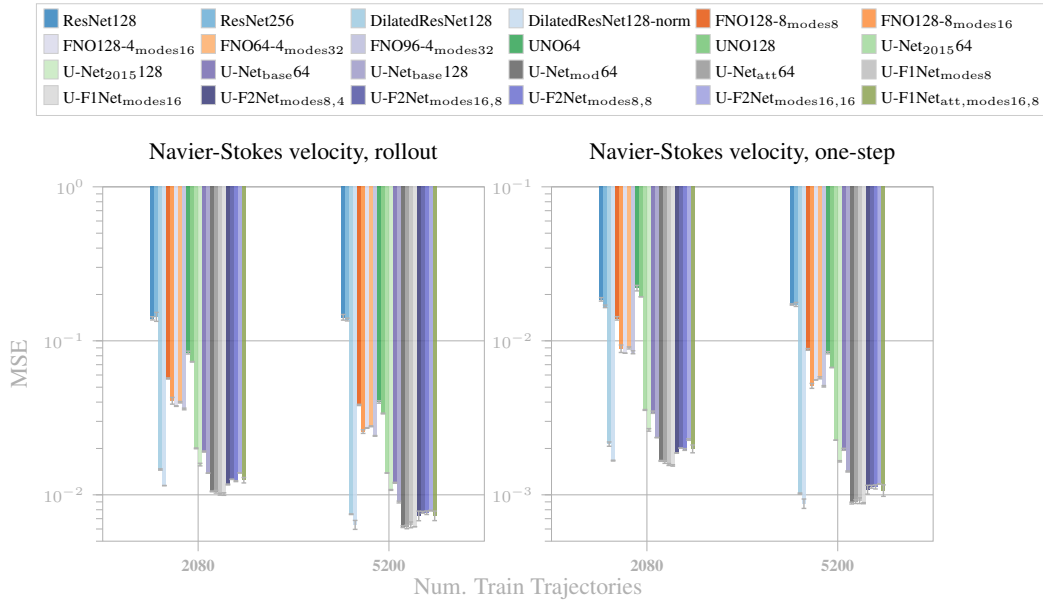 ResNet128 ResNet256 DilatedResNet128 DilatedResNet128-norm FNO128-8modes8 FNO128-8modes16
FNO128-4modes16 FNO64-4modes32 FNO96-4modes32 UNO64 UNO128 U-Net201564
U-Net2015128 U-Netbase64 U-Netbase128 U-Netmod64 U-Netatt64 U-F1Netmodes8
U-F1Netmodes16 U-F2Netmodes8,4 U-F2Netmodes16,8 U-F2Netmodes8,8 U-F2Netmodes16,16 U-F1Netatt,modes16,8
Navier-Stokes velocity, rollout Navier-Stokes velocity, one-step
10⁰ 10⁻¹
10⁻¹ 10⁻²
MSE
10⁻² 10⁻³
2080 5200 2080 5200
Num. Train Trajectories